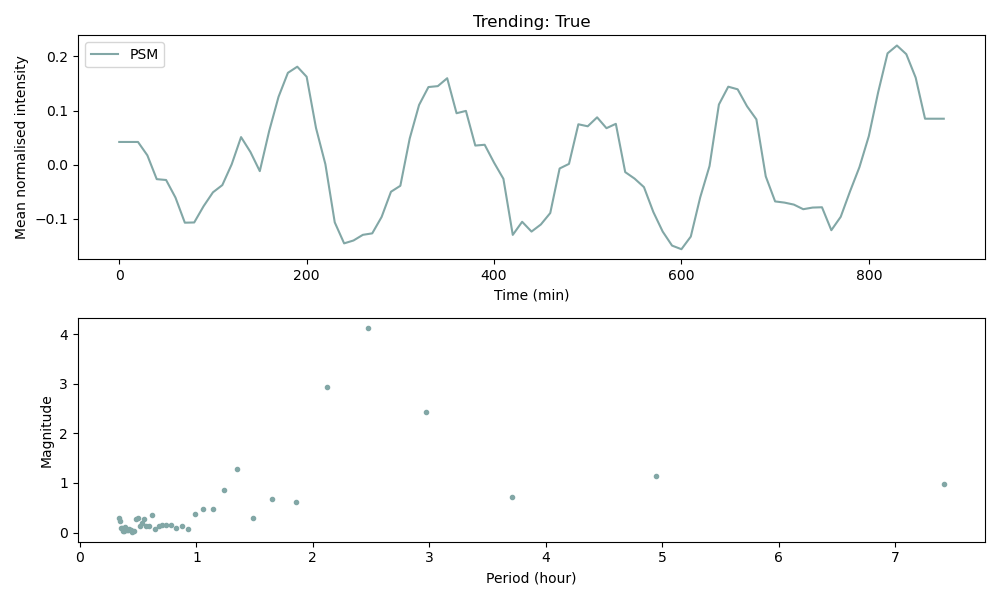 Trending: True
PSM
Mean normalised intensity
0.2
0.1
0.0
−0.1
0 200 400 600 800
Time (min)
Magnitude
4
3
2
1
0
0 1 2 3 4 5 6 7
Period (hour)